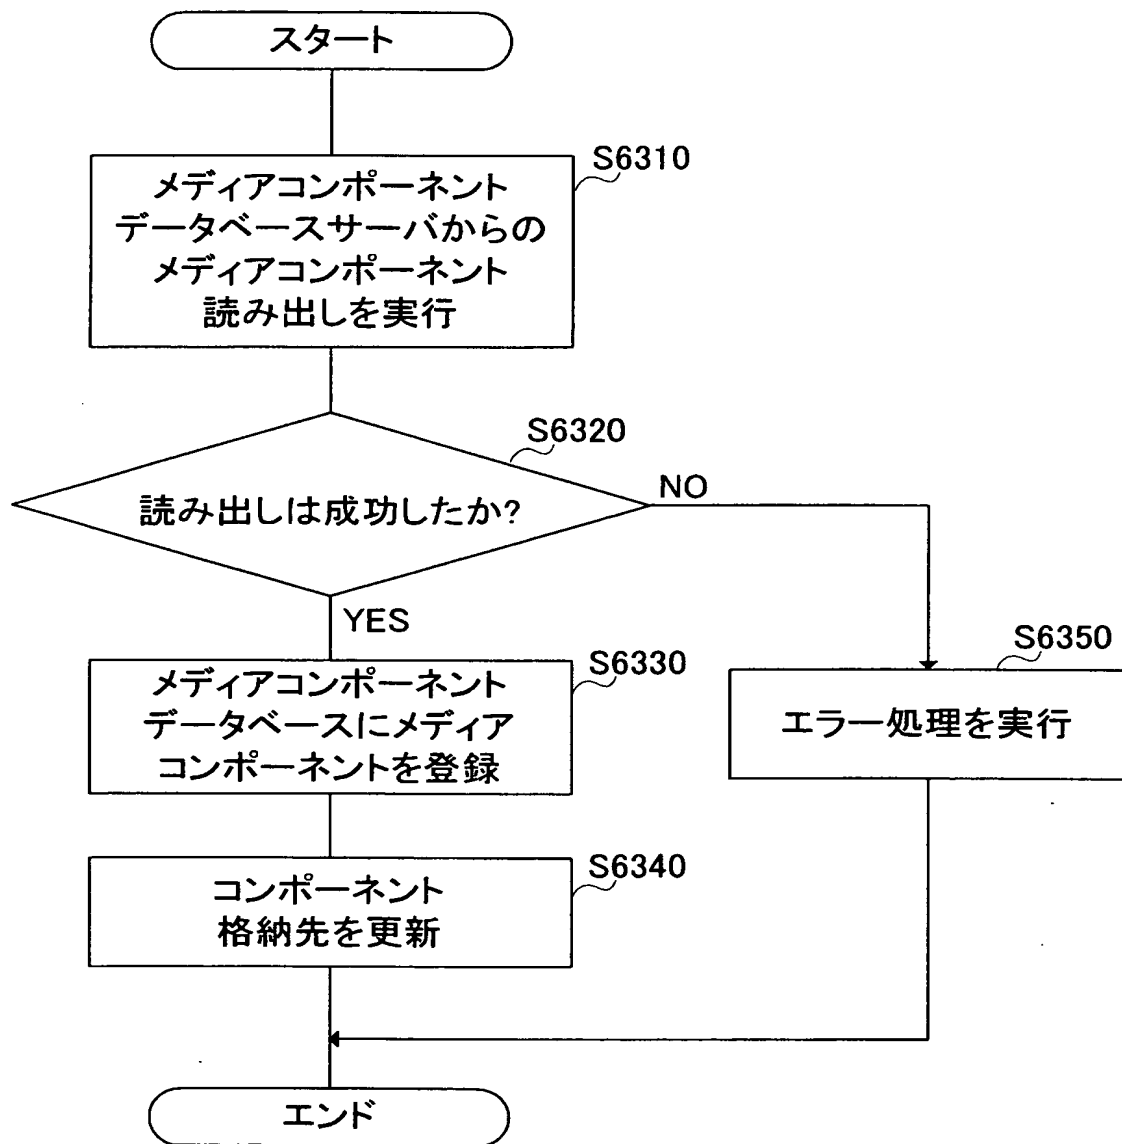 スタート
S6310
メディアコンポーネント
データベースサーバからの
メディアコンポーネント
読み出しを実行
S6320
読み出しは成功したか?
NO
YES
S6330
メディアコンポーネント
データベースにメディア
コンポーネントを登録
S6350
エラー処理を実行
S6340
コンポーネント
格納先を更新
エンド